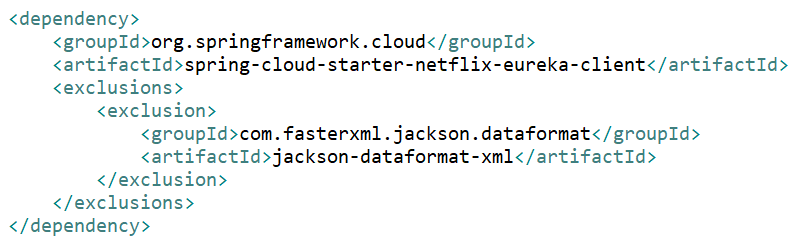 <dependency>
    <groupId>org.springframework.cloud</groupId>
    <artifactId>spring-cloud-starter-netflix-eureka-client</artifactId>
    <exclusions>
        <exclusion>
            <groupId>com.fasterxml.jackson.dataformat</groupId>
            <artifactId>jackson-dataformat-xml</artifactId>
        </exclusion>
    </exclusions>
</dependency>